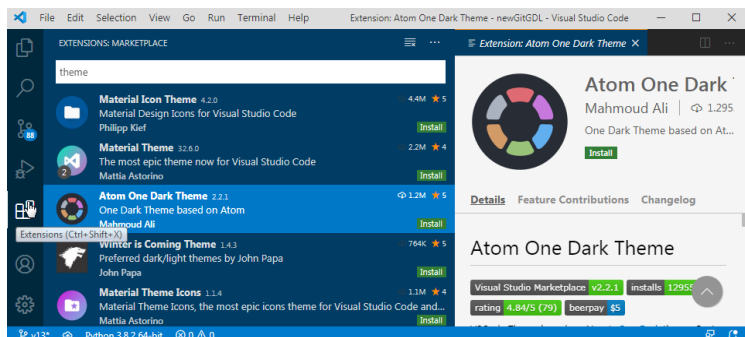 File Edit Selection View Go Run Terminal Help Extension: Atom One Dark Theme - newGitGDL - Visual Studio Code
EXTENSIONS: MARKETPLACE
theme
Material Icon Theme 4.2.0 4.4M ★ 5
Material Design Icons for Visual Studio Code
Philipp Kief Install
Material Theme 32.6.0 2.2M ★ 4
The most epic theme now for Visual Studio Code
Mattia Astorino Install
2
Atom One Dark Theme 2.2.1 1.2M ★ 5
One Dark Theme based on Atom
Mahmoud Ali Install
Winter is Coming Theme 1.4.3 764K ★ 5
Preferred dark/light themes by John Papa
John Papa Install
Material Theme Icons 1.1.4 1.1M ★ 4
Material Theme Icons, the most epic icons theme for Visual Studio Code and...
Mattia Astorino Install
88
Extensions (Ctrl+Shift+X)
Extension: Atom One Dark Theme
Atom One Dark
Mahmoud Ali | 1.295
One Dark Theme based on At...
Install
Details Feature Contributions Changelog
Atom One Dark Theme
Visual Studio Marketplace v2.2.1 installs 12955
rating 4.84/5 (79) beerpay $5
v13* Python 3.8.2 64-bit 0 0